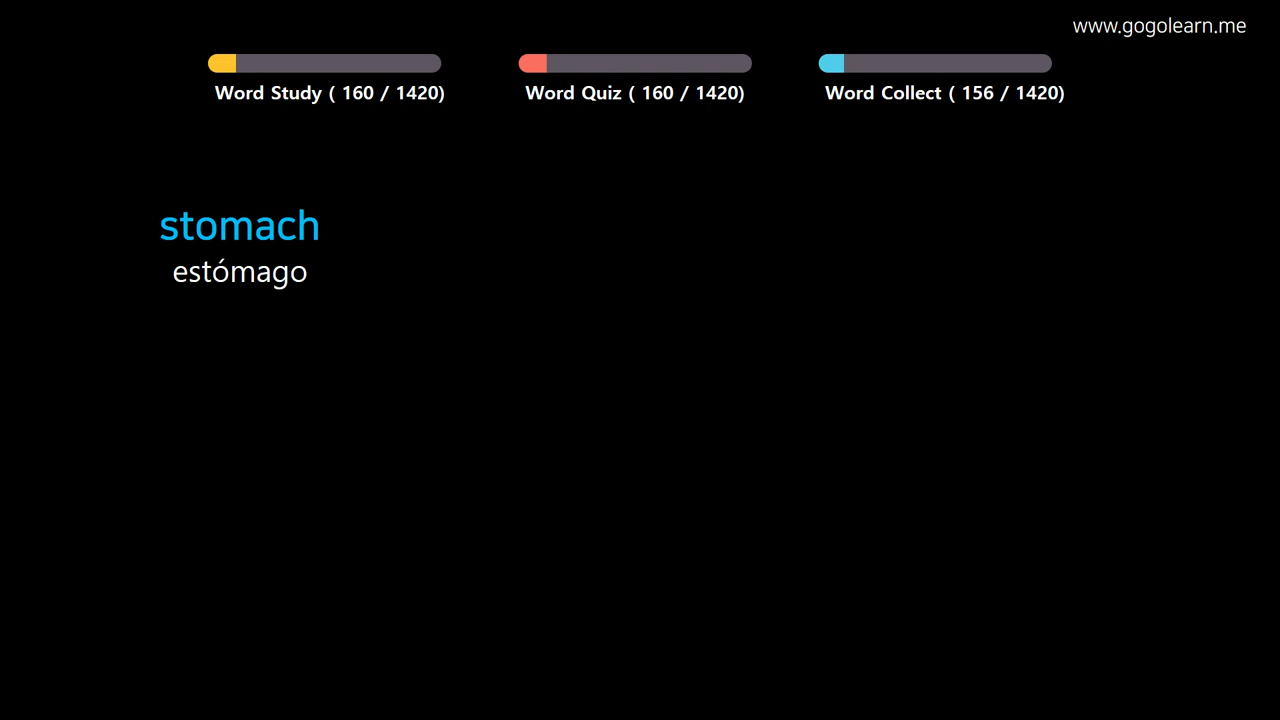 www.gogolearn.me
Word Study ( 160 / 1420)
Word Quiz ( 160 / 1420)
Word Collect ( 156 / 1420)
stomach
estómago